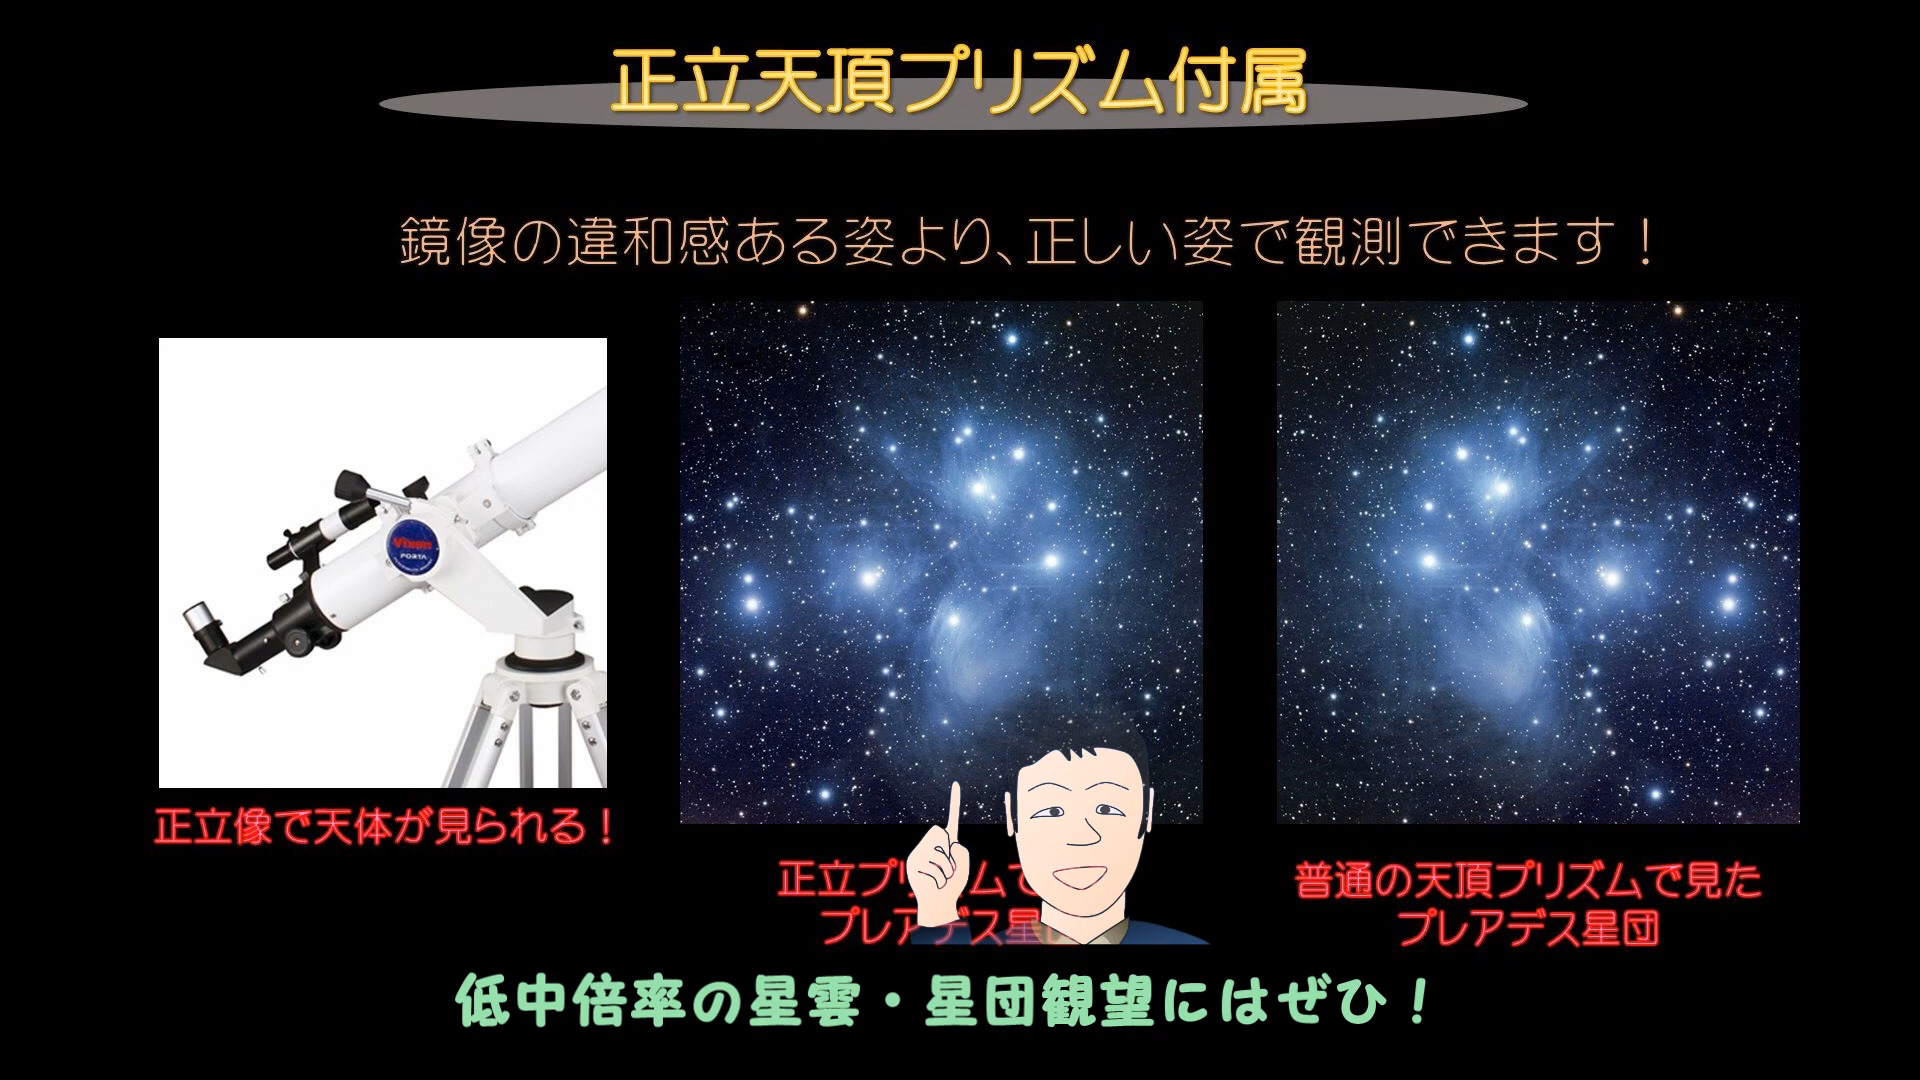 正立天頂プリズム付属
鏡像の違和感ある姿より、正しい姿で観測できます！
Vixen
PORTA
正立像で天体が見られる！
正立プリズムで
プレアデス星
普通の天頂プリズムで見た
プレアデス星団
低中倍率の星雲・星団観望にはぜひ！